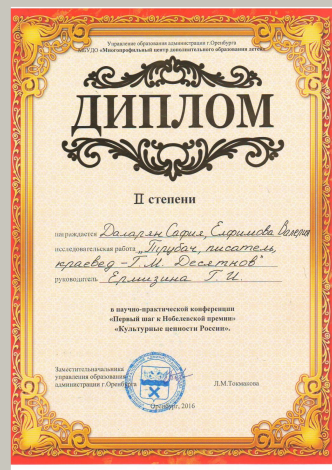 Управление образования администрации г.Оренбурга
МБУДО «Многопрофильный центр дополнительного образования детей»
ДИПЛОМ
II степени
награждается Даларян София, Елфимова Валерия
исследовательская работа „Трубач, писатель,
краевед - Т.М. Десятков"
руководитель Ермизина Г. И.
в научно-практической конференции
«Первый шаг к Нобелевской премии»
«Культурные ценности России».
Заместитель начальника
управления образования
администрации г.Оренбурга Л.М.Токмакова
Оренбург, 2016